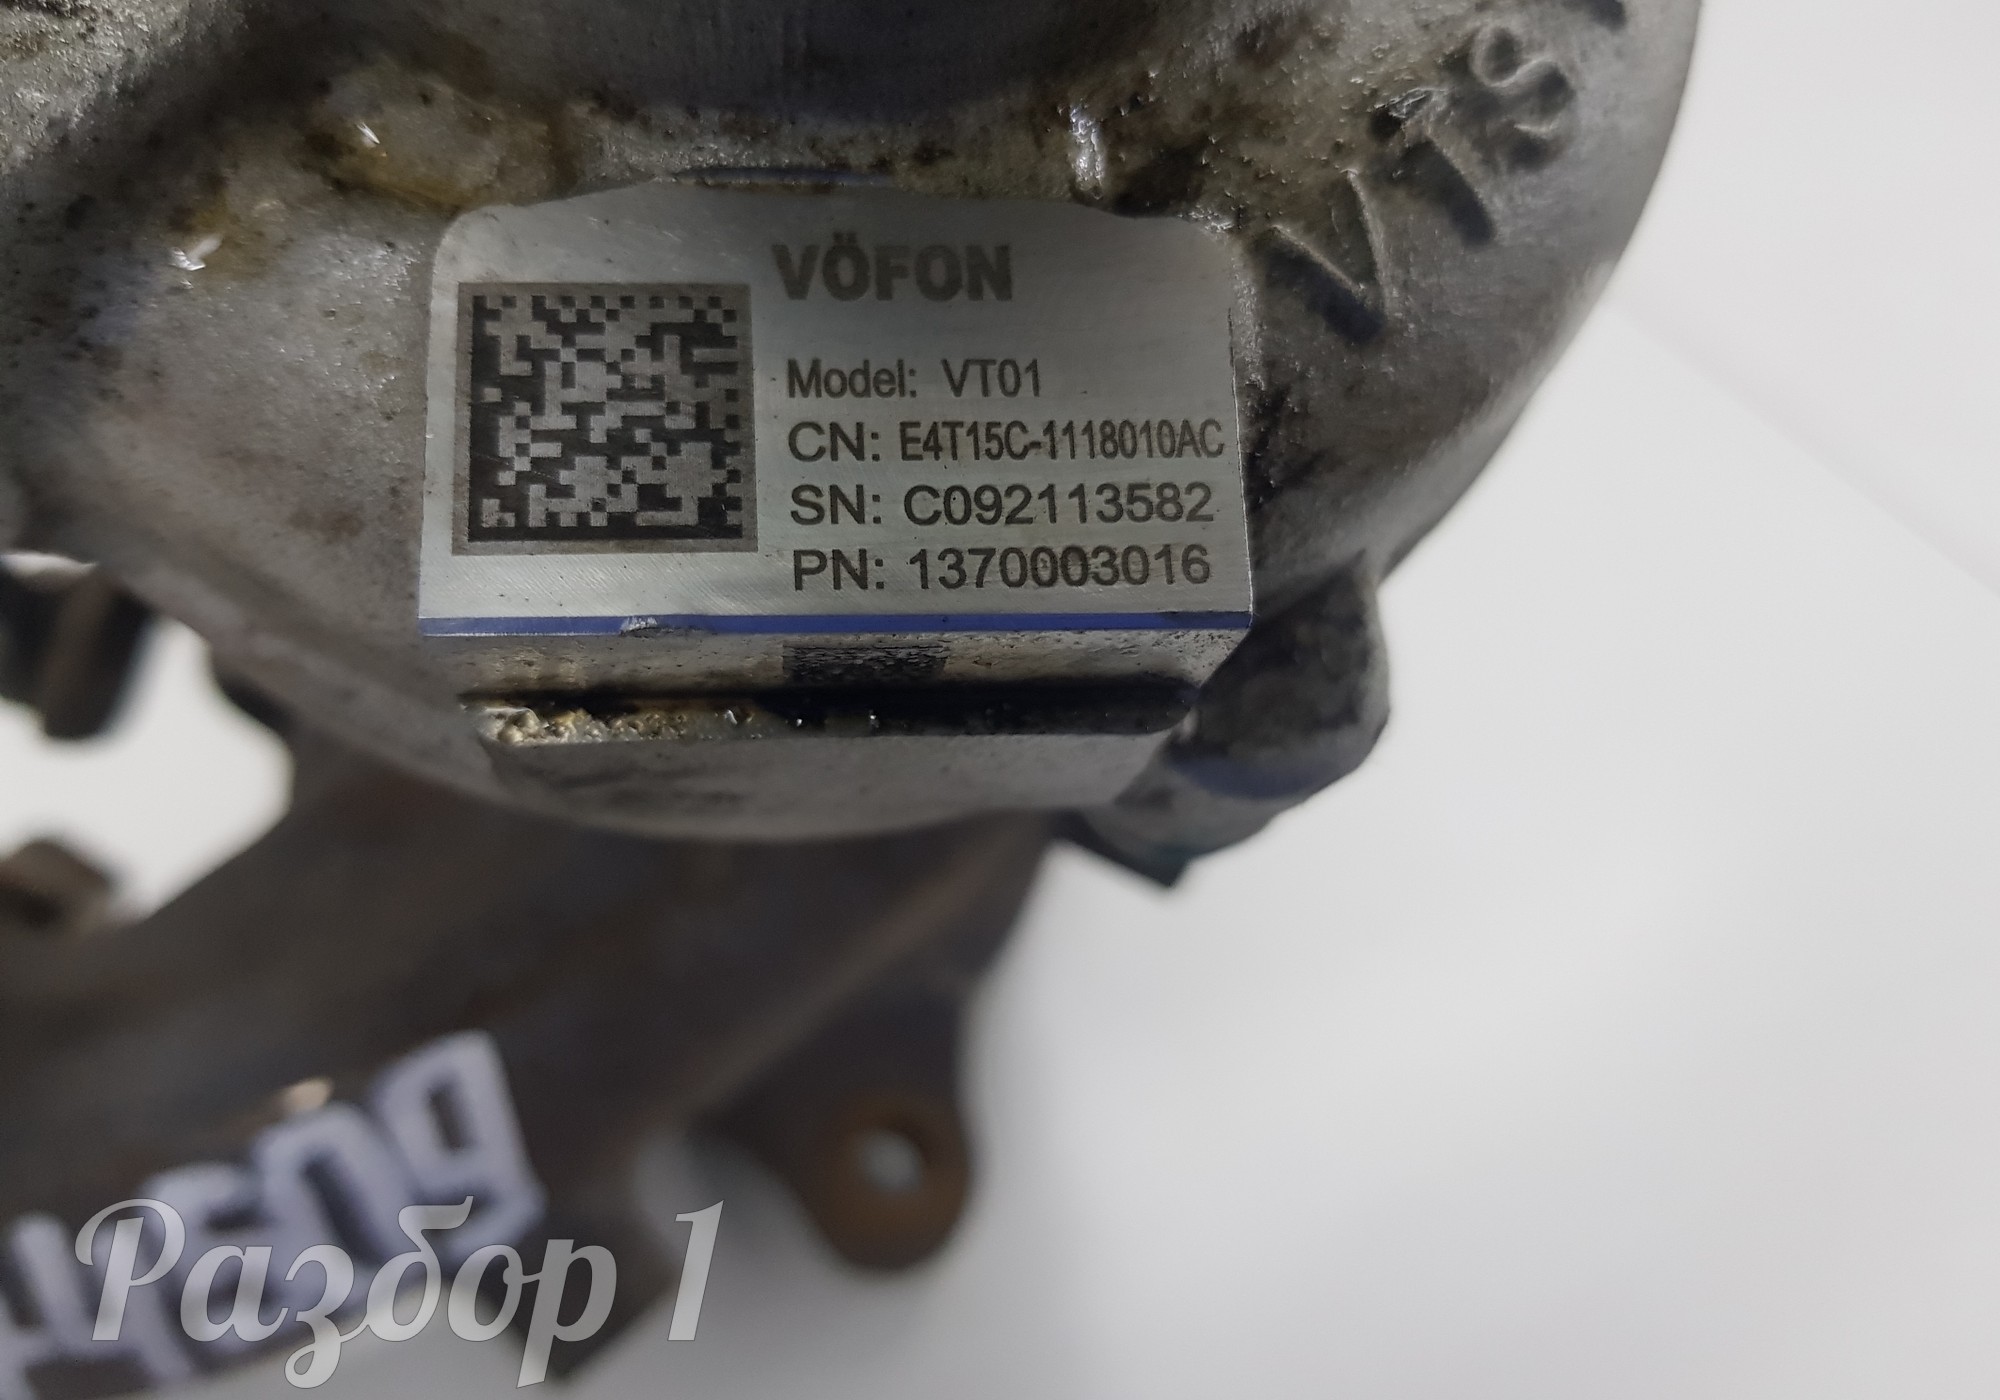 VÖFON
Model: VT01
CN: E4T15C-1118010AC
SN: C092113582
PN: 1370003016
Разбор 1